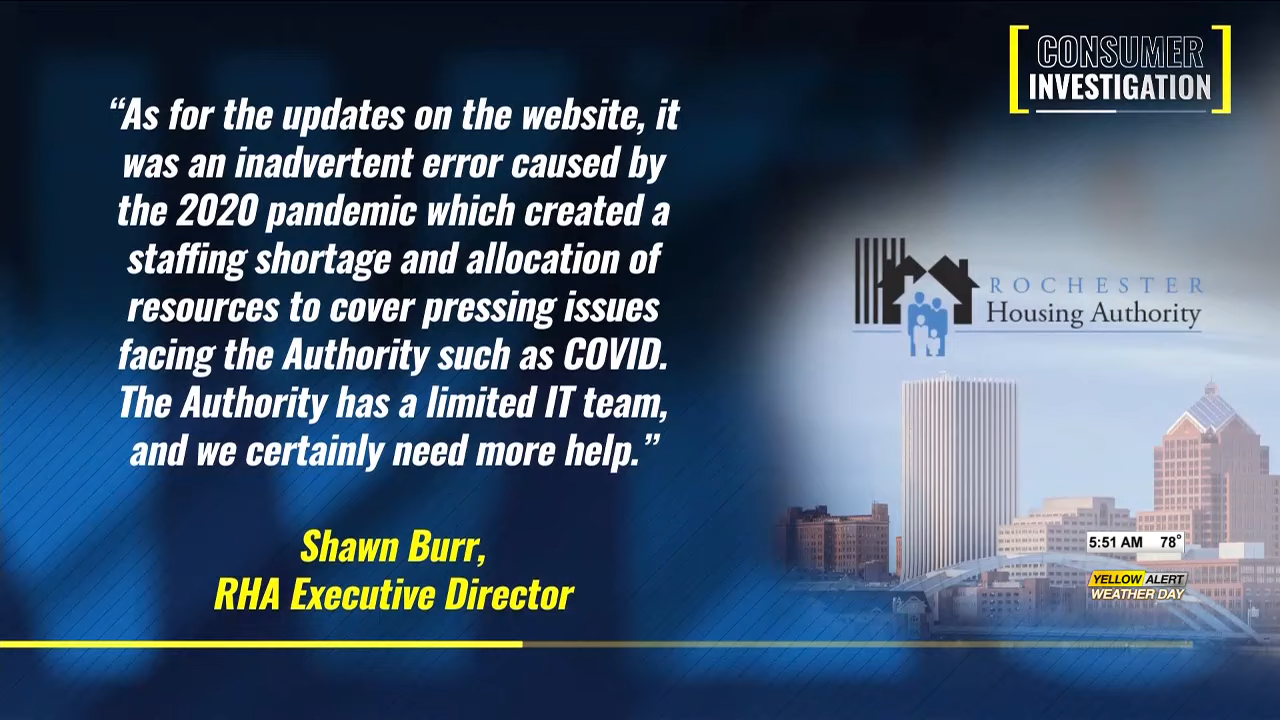 CONSUMER
INVESTIGATION
“As for the updates on the website, it
was an inadvertent error caused by
the 2020 pandemic which created a
staffing shortage and allocation of
resources to cover pressing issues
facing the Authority such as COVID.
The Authority has a limited IT team,
and we certainly need more help.”
Shawn Burr,
RHA Executive Director
ROCHESTER
Housing Authority
5:51 AM 78°
YELLOW ALERT
WEATHER DAY